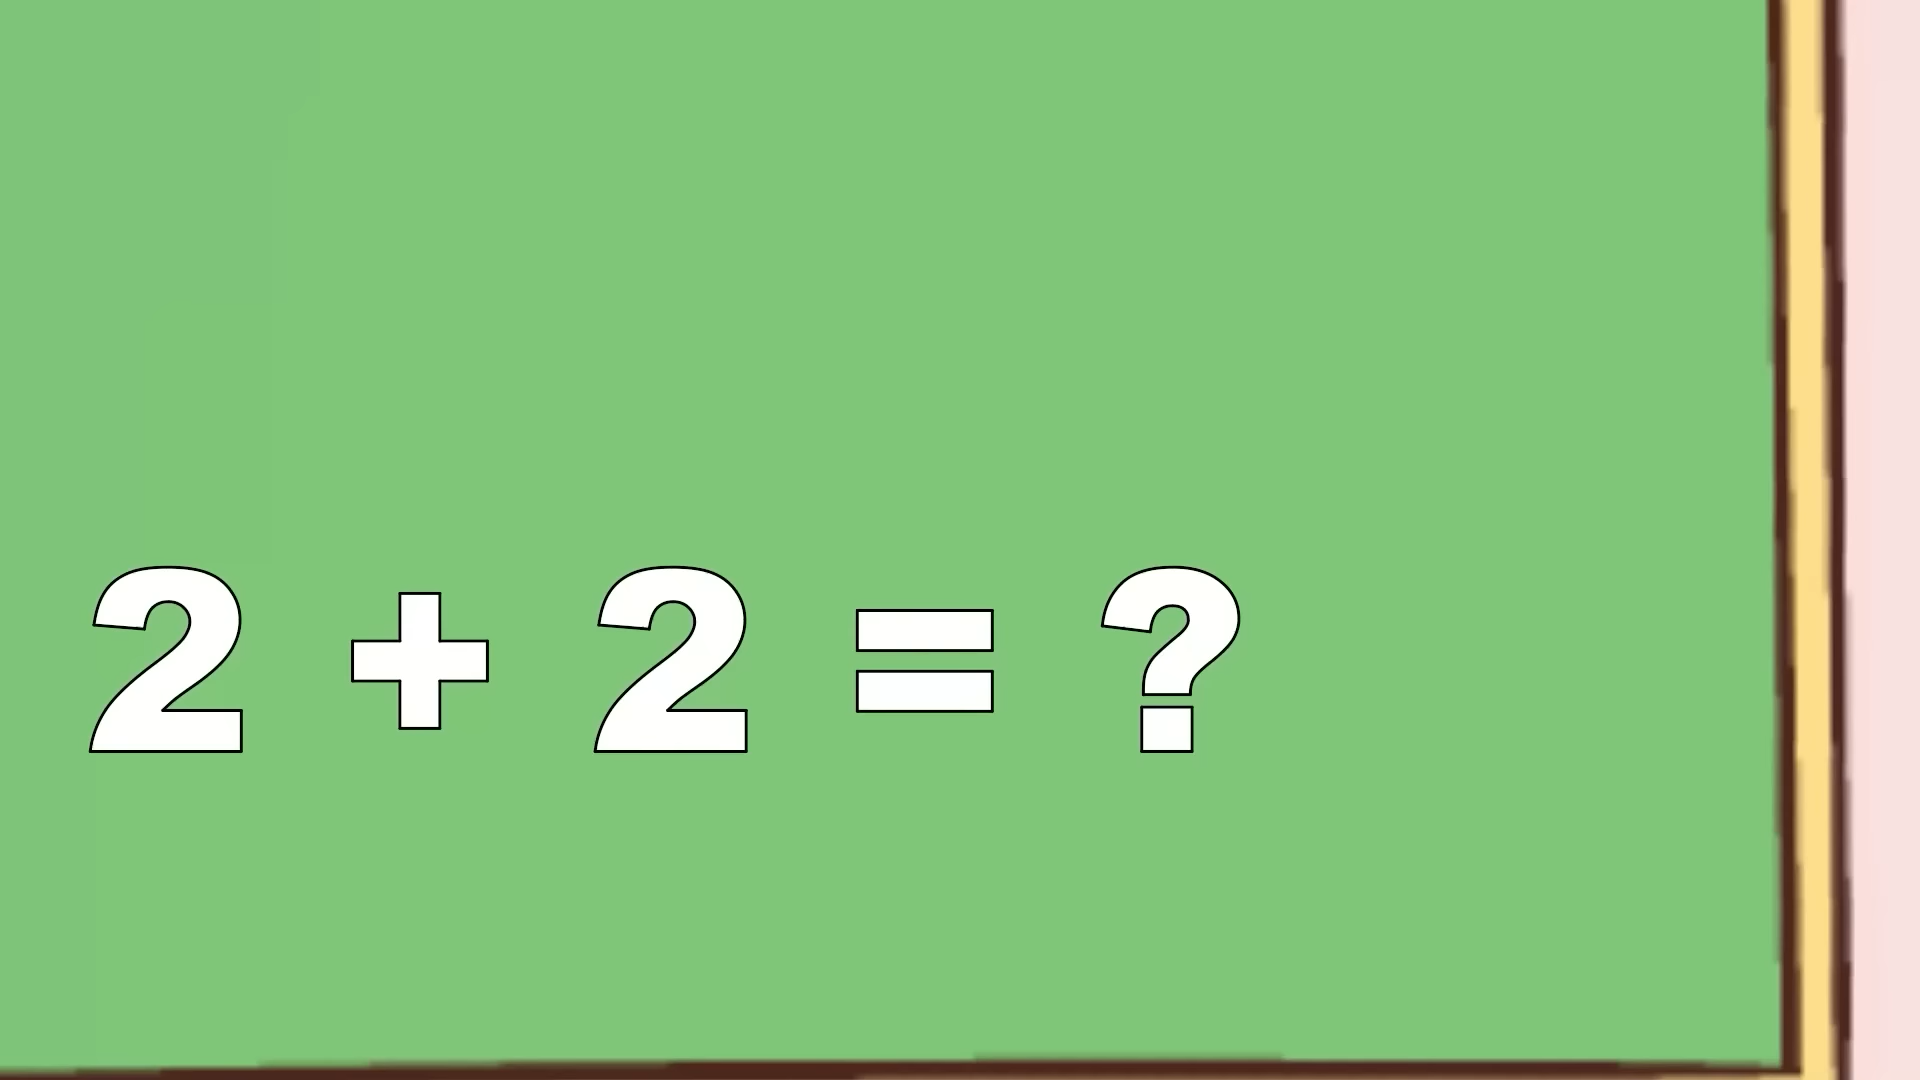 2 + 2 = ?